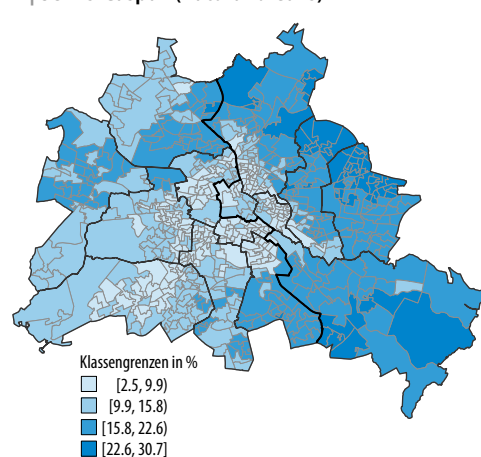 Klassengrenzen in %
[2.5, 9.9)
[9.9, 15.8)
[15.8, 22.6)
[22.6, 30.7]